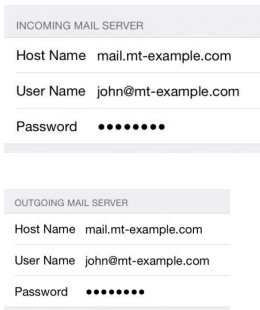 INCOMING MAIL SERVER
Host Name mail.mt-example.com
User Name john@mt-example.com
Password ●●●●●●●●
OUTGOING MAIL SERVER
Host Name mail.mt-example.com
User Name john@mt-example.com
Password ●●●●●●●●